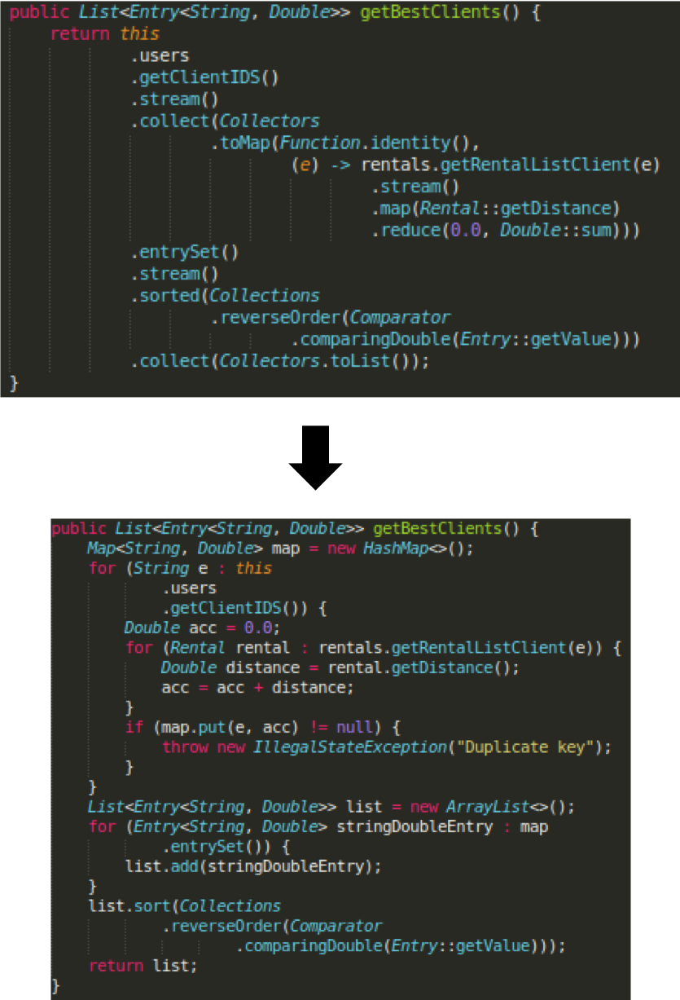 public List<Entry<String, Double>> getBestClients() {
    return this
            .users
            .getClientIDS()
            .stream()
            .collect(Collectors
                    .toMap(Function.identity(),
                            (e) -> rentals.getRentalListClient(e)
                                    .stream()
                                    .map(Rental::getDistance)
                                    .reduce(0.0, Double::sum)))
            .entrySet()
            .stream()
            .sorted(Collections
                    .reverseOrder(Comparator
                            .comparingDouble(Entry::getValue)))
            .collect(Collectors.toList());
}
public List<Entry<String, Double>> getBestClients() {
    Map<String, Double> map = new HashMap<>();
    for (String e : this
            .users
            .getClientIDS()) {
        Double acc = 0.0;
        for (Rental rental : rentals.getRentalListClient(e)) {
            Double distance = rental.getDistance();
            acc = acc + distance;
        }
        if (map.put(e, acc) != null) {
            throw new IllegalStateException("Duplicate key");
        }
    }
    List<Entry<String, Double>> list = new ArrayList<>();
    for (Entry<String, Double> stringDoubleEntry : map
            .entrySet()) {
        list.add(stringDoubleEntry);
    }
    list.sort(Collections
            .reverseOrder(Comparator
                    .comparingDouble(Entry::getValue)));
    return list;
}